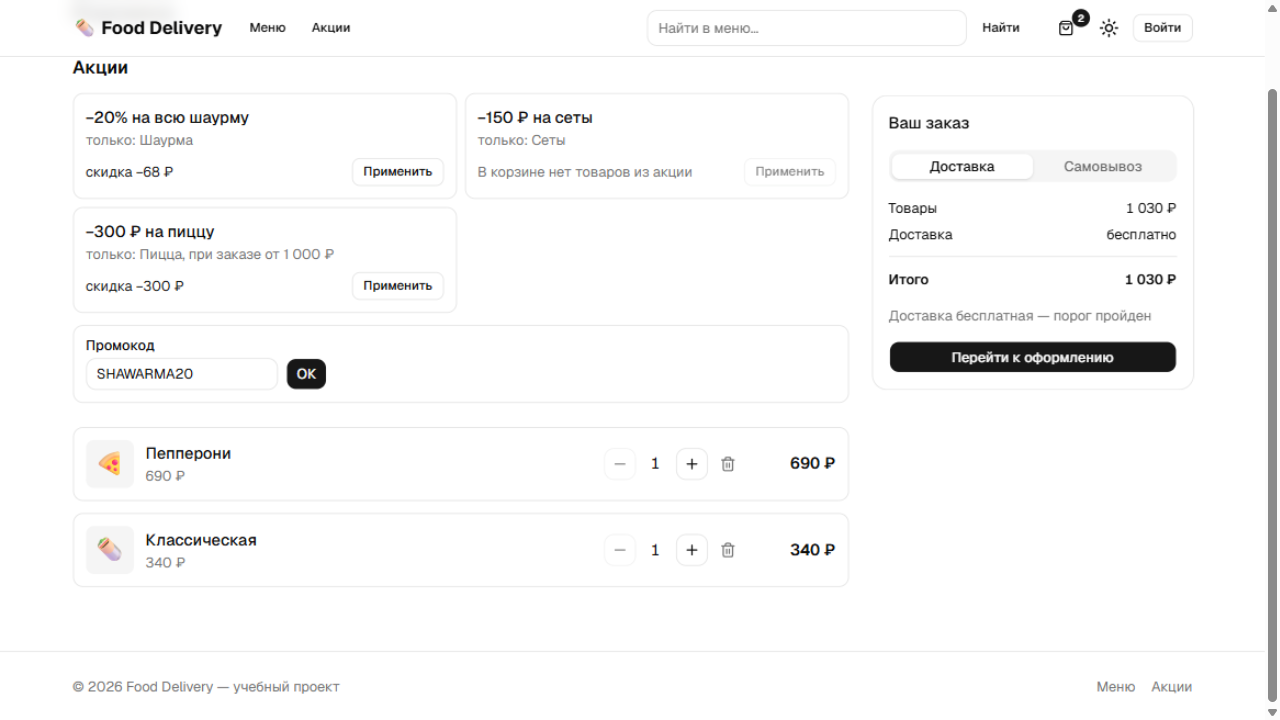 Food Delivery
Меню
Акции
Найти в меню...
Найти
2
Войти
Акции
−20% на всю шаурму
только: Шаурма
скидка −68 ₽
Применить
−150 ₽ на сеты
только: Сеты
В корзине нет товаров из акции
Применить
−300 ₽ на пиццу
только: Пицца, при заказе от 1 000 ₽
скидка −300 ₽
Применить
Промокод
SHAWARMA20
ОК
Пепперони
690 ₽
1
690 ₽
Классическая
340 ₽
1
340 ₽
Ваш заказ
Доставка
Самовывоз
Товары
1 030 ₽
Доставка
бесплатно
Итого
1 030 ₽
Доставка бесплатная — порог пройден
Перейти к оформлению
© 2026 Food Delivery — учебный проект
Меню
Акции